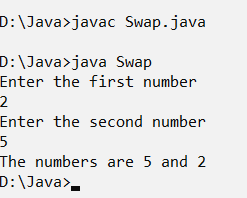 D:\Java>javac Swap.java
D:\Java>java Swap
Enter the first number
2
Enter the second number
5
The numbers are 5 and 2
D:\Java>